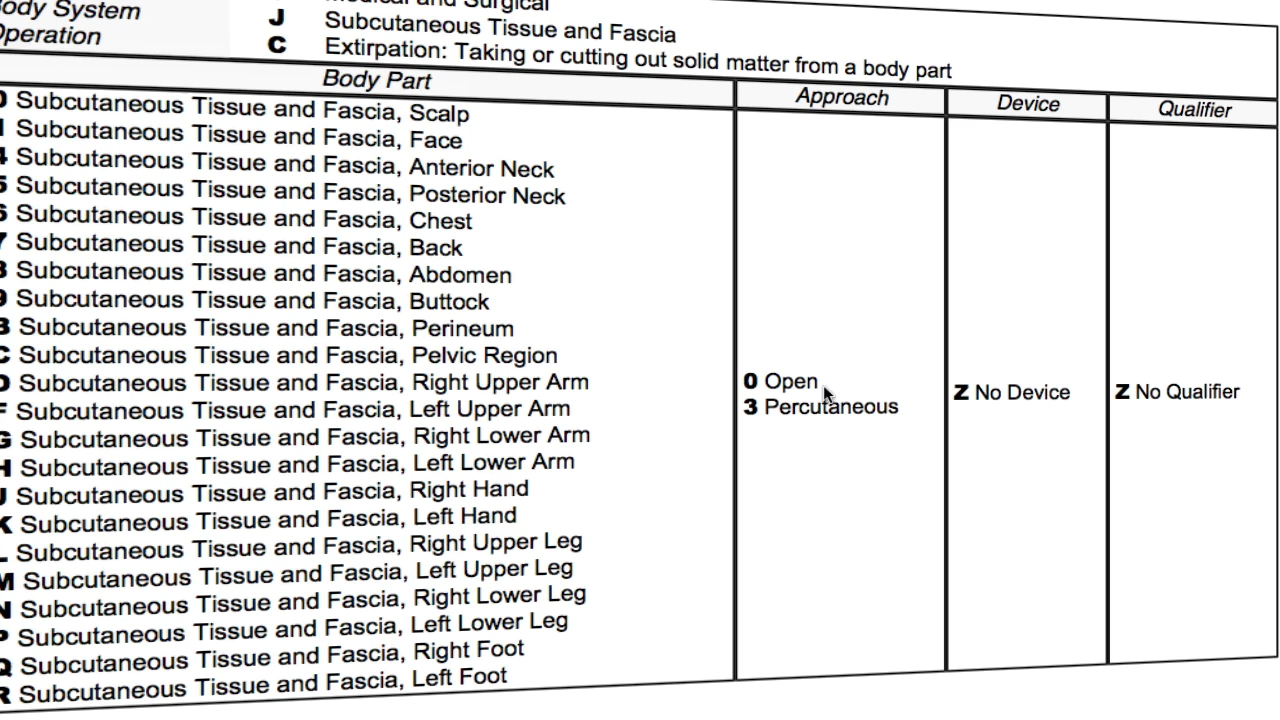 Body System
J Subcutaneous Tissue and Fascia
Operation
C Extirpation: Taking or cutting out solid matter from a body part
Body Part Approach Device Qualifier
0 Subcutaneous Tissue and Fascia, Scalp
1 Subcutaneous Tissue and Fascia, Face
4 Subcutaneous Tissue and Fascia, Anterior Neck
5 Subcutaneous Tissue and Fascia, Posterior Neck
6 Subcutaneous Tissue and Fascia, Chest
7 Subcutaneous Tissue and Fascia, Back
8 Subcutaneous Tissue and Fascia, Abdomen
9 Subcutaneous Tissue and Fascia, Buttock
B Subcutaneous Tissue and Fascia, Perineum
C Subcutaneous Tissue and Fascia, Pelvic Region
D Subcutaneous Tissue and Fascia, Right Upper Arm
F Subcutaneous Tissue and Fascia, Left Upper Arm
G Subcutaneous Tissue and Fascia, Right Lower Arm
H Subcutaneous Tissue and Fascia, Left Lower Arm
J Subcutaneous Tissue and Fascia, Right Hand
K Subcutaneous Tissue and Fascia, Left Hand
L Subcutaneous Tissue and Fascia, Right Upper Leg
M Subcutaneous Tissue and Fascia, Left Upper Leg
N Subcutaneous Tissue and Fascia, Right Lower Leg
P Subcutaneous Tissue and Fascia, Left Lower Leg
Q Subcutaneous Tissue and Fascia, Right Foot
R Subcutaneous Tissue and Fascia, Left Foot
0 Open
3 Percutaneous
Z No Device
Z No Qualifier